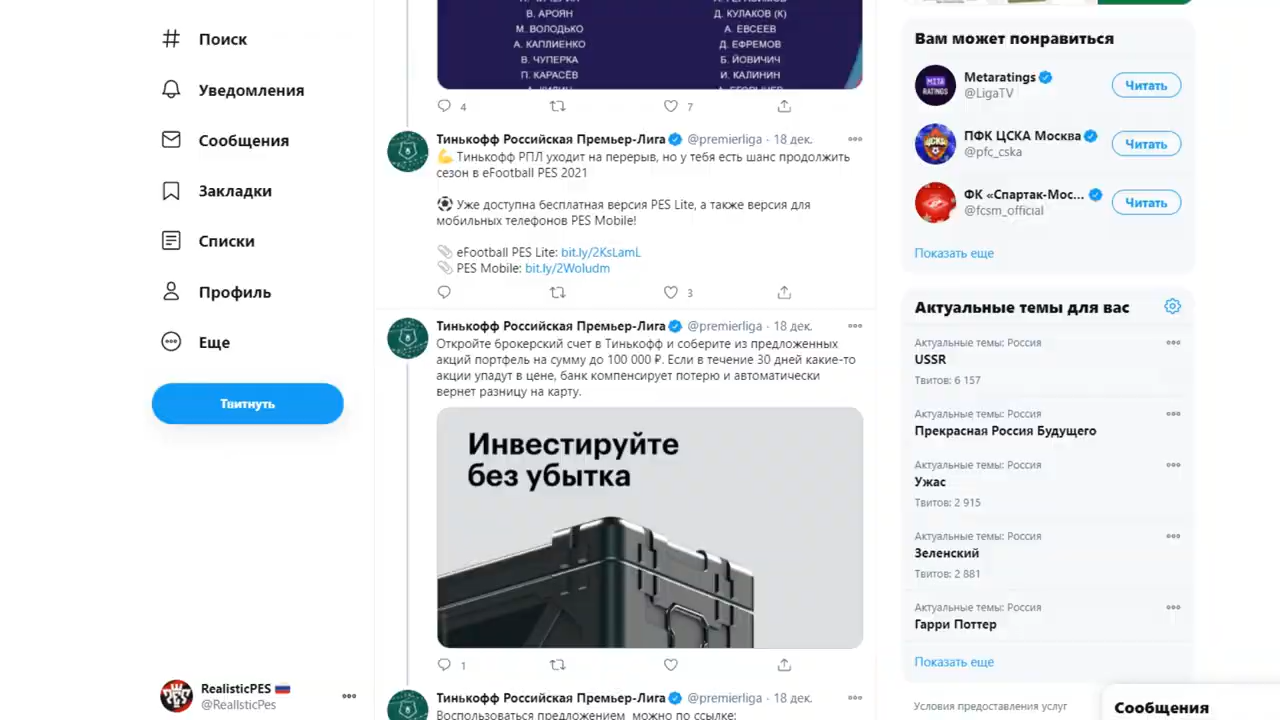 Поиск
Уведомления
Сообщения
Закладки
Списки
Профиль
Еще
Твитнуть
RealisticPES
@RealIsticPes
В. АРОЯН
М. ВОЛОДЬКО
А. КАПЛИЕНКО
В. ЧУПЕРКА
П. КАРАСЁВ
Д. КУЛАКОВ (К)
А. ЕВСЕЕВ
Д. ЕФРЕМОВ
Б. ЙОВИЧИЧ
И. КАЛИНИН
4
7
Тинькофф Российская Премьер-Лига @premierliga · 18 дек.
Тинькофф РПЛ уходит на перерыв, но у тебя есть шанс продолжить
сезон в eFootball PES 2021
Уже доступна бесплатная версия PES Lite, а также версия для
мобильных телефонов PES Mobile!
eFootball PES Lite: bit.ly/2KsLamL
PES Mobile: bit.ly/2Woludm
3
Тинькофф Российская Премьер-Лига @premierliga · 18 дек.
Откройте брокерский счет в Тинькофф и соберите из предложенных
акций портфель на сумму до 100 000 ₽. Если в течение 30 дней какие-то
акции упадут в цене, банк компенсирует потерю и автоматически
вернет разницу на карту.
Инвестируйте
без убытка
1
Тинькофф Российская Премьер-Лига @premierliga · 18 дек.
Воспользоваться предложением можно по ссылке:
Вам может понравиться
Metaratings
@LigaTV
Читать
ПФК ЦСКА Москва
@pfc_cska
Читать
ФК «Спартак-Мос...
@fcsm_official
Читать
Показать еще
Актуальные темы для вас
Актуальные темы: Россия
USSR
Твитов: 6 157
Актуальные темы: Россия
Прекрасная Россия Будущего
Актуальные темы: Россия
Ужас
Твитов: 2 915
Актуальные темы: Россия
Зеленский
Твитов: 2 881
Актуальные темы: Россия
Гарри Поттер
Показать еще
Условия предоставления услуг
Сообщения